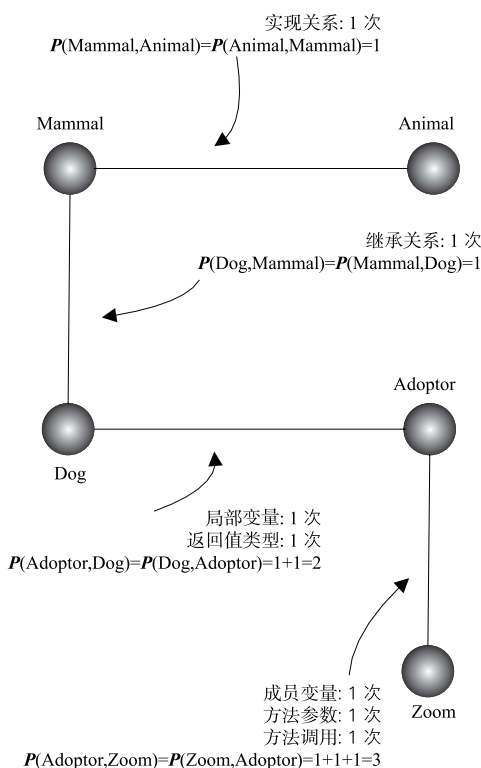 实现关系: 1 次
P(Mammal,Animal)=P(Animal,Mammal)=1
Mammal
Animal
继承关系: 1 次
P(Dog,Mammal)=P(Mammal,Dog)=1
Adoptor
Dog
局部变量: 1 次
返回值类型: 1 次
P(Adoptor,Dog)=P(Dog,Adoptor)=1+1=2
成员变量: 1 次
方法参数: 1 次
方法调用: 1 次
Zoom
P(Adoptor,Zoom)=P(Zoom,Adoptor)=1+1+1=3